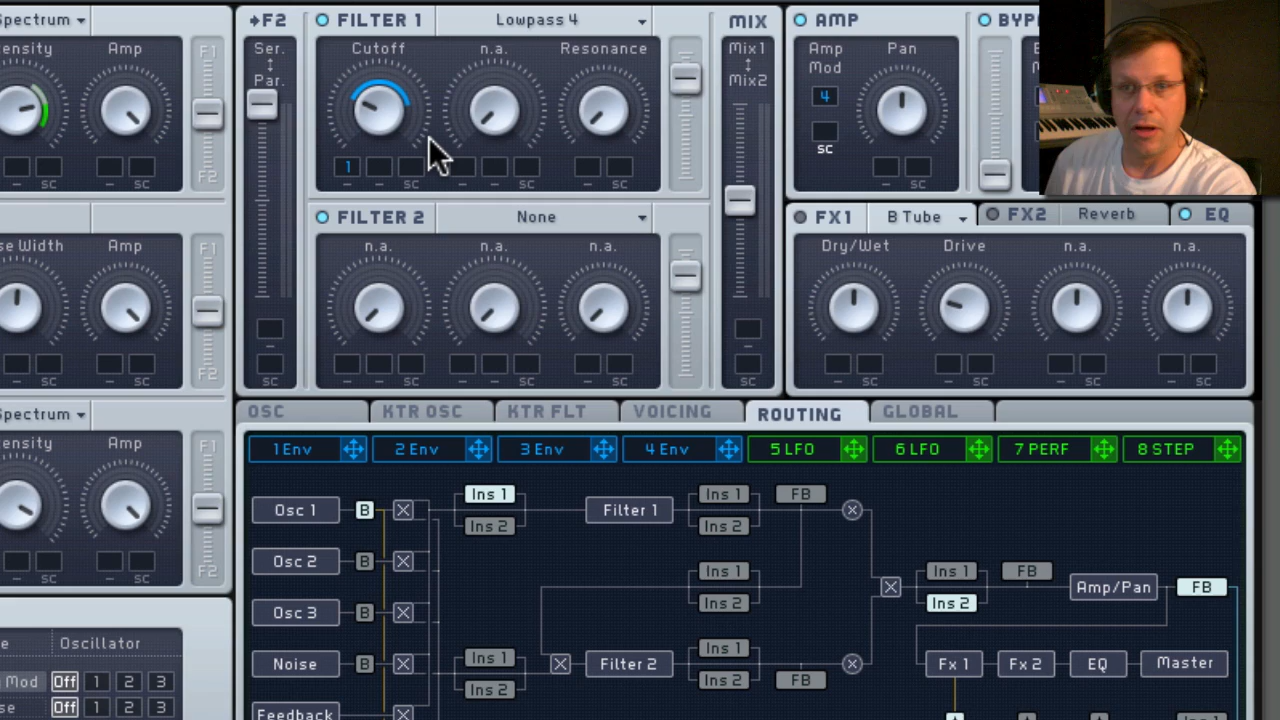 Spectrum
ensity Amp
F1
F2
se Width Amp
F1
F2
SC
Spectrum
ensity Amp
F1
F2
SC
e Oscillator
Mod Off 1 2 3
se Off 1 2 3
F2
Ser.
Par.
SC
FILTER 1 Lowpass 4
Cutoff n.a. Resonance
1
SC SC SC
FILTER 2 None
n.a. n.a. n.a.
SC SC SC
MIX
Mix1
Mix2
SC
AMP
Amp
Mod
Pan
4
SC
SC
BYP
FX1 B Tube FX2 Reverb EQ
Dry/Wet Drive n.a. n.a.
SC SC SC SC
OSC KTR OSC KTR FLT VOICING ROUTING GLOBAL
1 Env 2 Env 3 Env 4 Env 5 LFO 6 LFO 7 PERF 8 STEP
Ins 1 Ins 1 FB
Osc 1 B Filter 1
Ins 2 Ins 2
Osc 2 B Ins 1 Ins 1 FB
Amp/Pan FB
Osc 3 B Ins 2 Ins 2
Ins 1 Ins 1
Noise B Filter 2 Fx 1 Fx 2 EQ Master
Ins 2 Ins 2 FB
Feedback